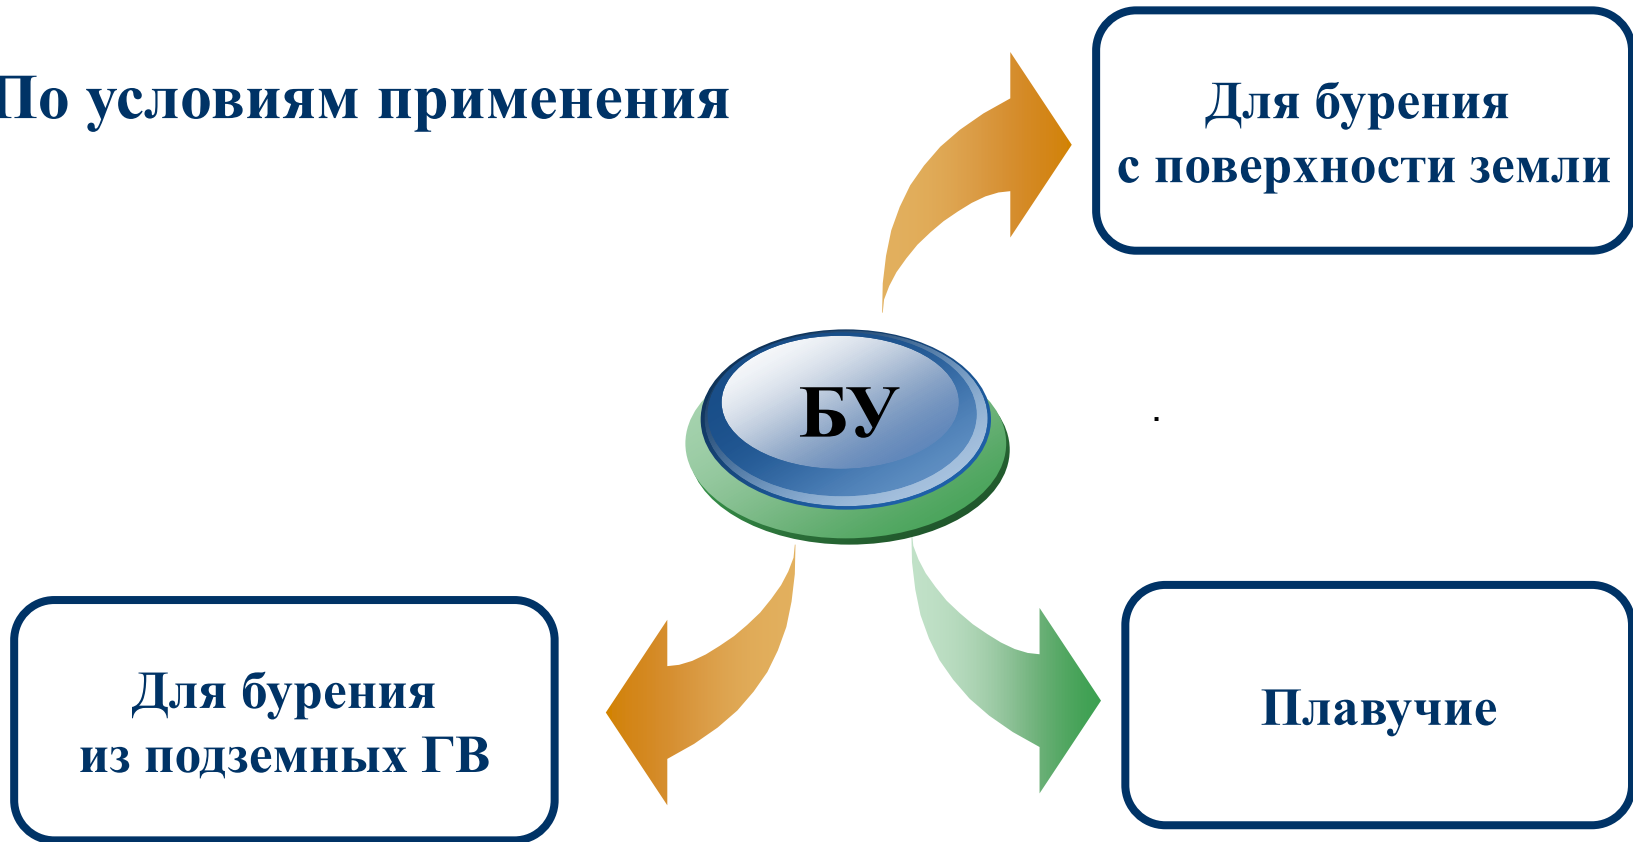 По условиям применения
Для бурения
с поверхности земли
БУ
.
Для бурения
из подземных ГВ
Плавучие